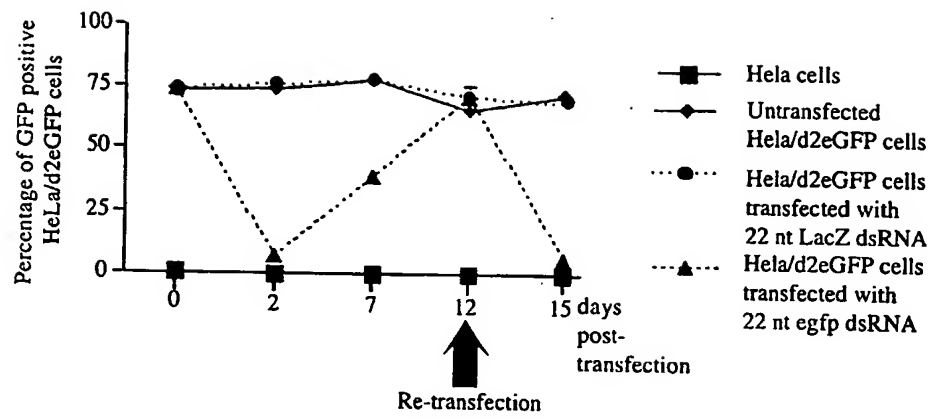 Percentage of GFP positive
HeLa/d2eGFP cells
100
75
50
25
0
0
2
7
12
15 days
post-
transfection
Re-transfection
Hela cells
Untransfected
Hela/d2eGFP cells
Hela/d2eGFP cells
transfected with
22 nt LacZ dsRNA
Hela/d2eGFP cells
transfected with
22 nt egfp dsRNA